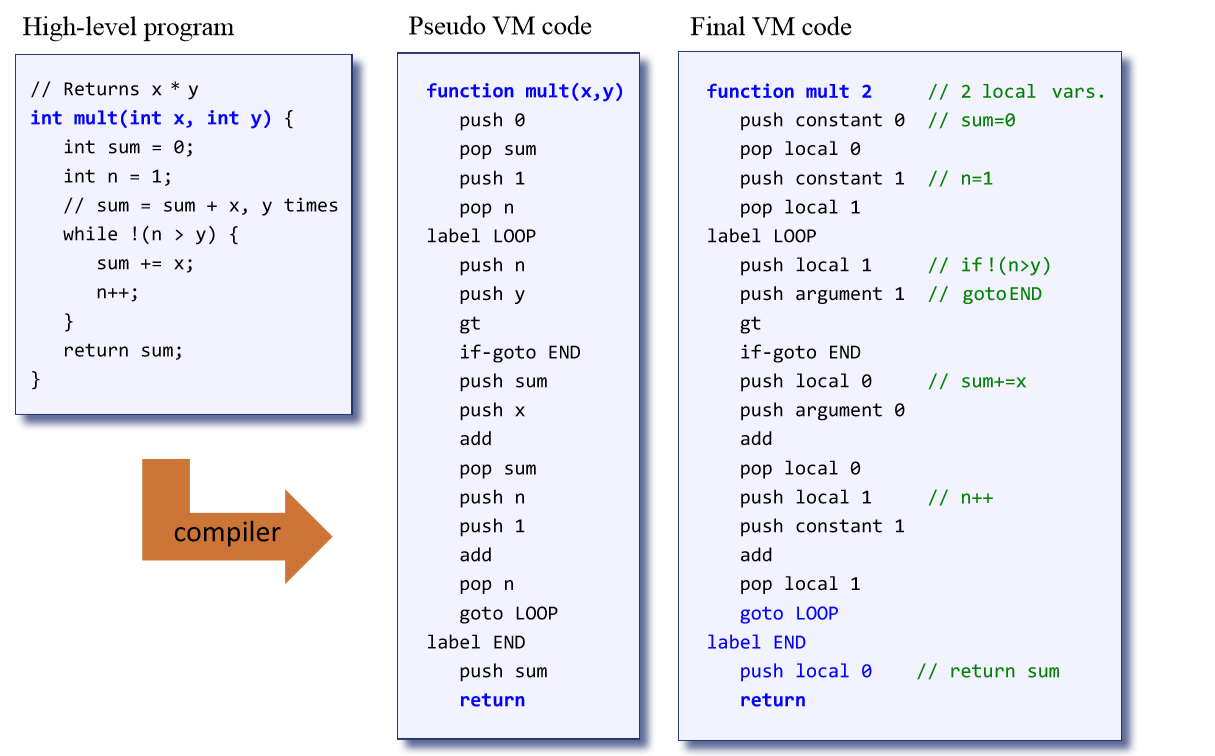 High-level program
// Returns x * y
int mult(int x, int y) {
int sum = 0;
int n = 1;
// sum = sum + x, y times
while !(n > y) {
sum += x;
n++;
}
return sum;
}
compiler
Pseudo VM code
function mult(x,y)
push 0
pop sum
push 1
pop n
label LOOP
push n
push y
gt
if-goto END
push sum
push x
add
pop sum
push n
push 1
add
pop n
goto LOOP
label END
push sum
return
Final VM code
function mult 2 // 2 local vars.
push constant 0 // sum=0
pop local 0
push constant 1 // n=1
pop local 1
label LOOP
push local 1 // if !(n>y)
push argument 1 // goto END
gt
if-goto END
push local 0 // sum+=x
push argument 0
add
pop local 0
push local 1 // n++
push constant 1
add
pop local 1
goto LOOP
label END
push local 0 // return sum
return